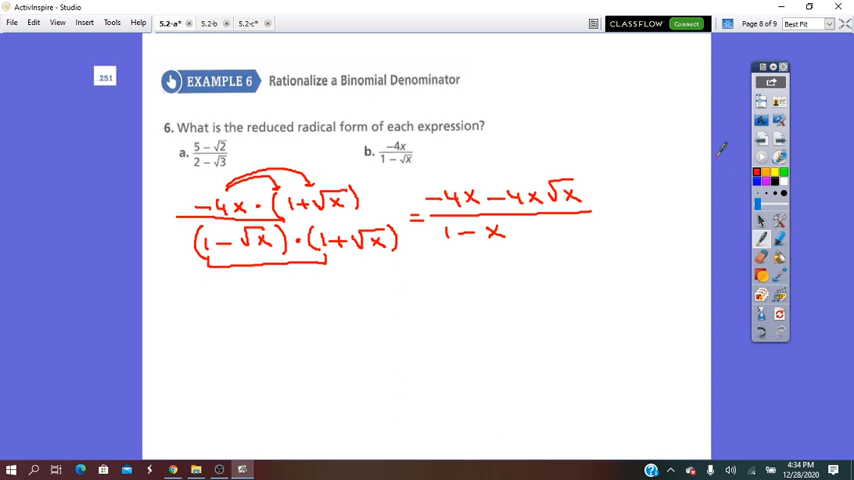 ActivInspire - Studio
File Edit View Insert Tools Help
5.2-a* 5.2-b 5.2-c*
CLASSFLOW Connect
Page 8 of 9
Best Fit
251
EXAMPLE 6 Rationalize a Binomial Denominator
6. What is the reduced radical form of each expression?
a. (5 − √2)/(2 − √3) b. (−4x)/(1 − √x)
−4x · (1+√x) = −4x −4x√x
(1 − √x) · (1+√x) 1 − x
4:34 PM
12/28/2020